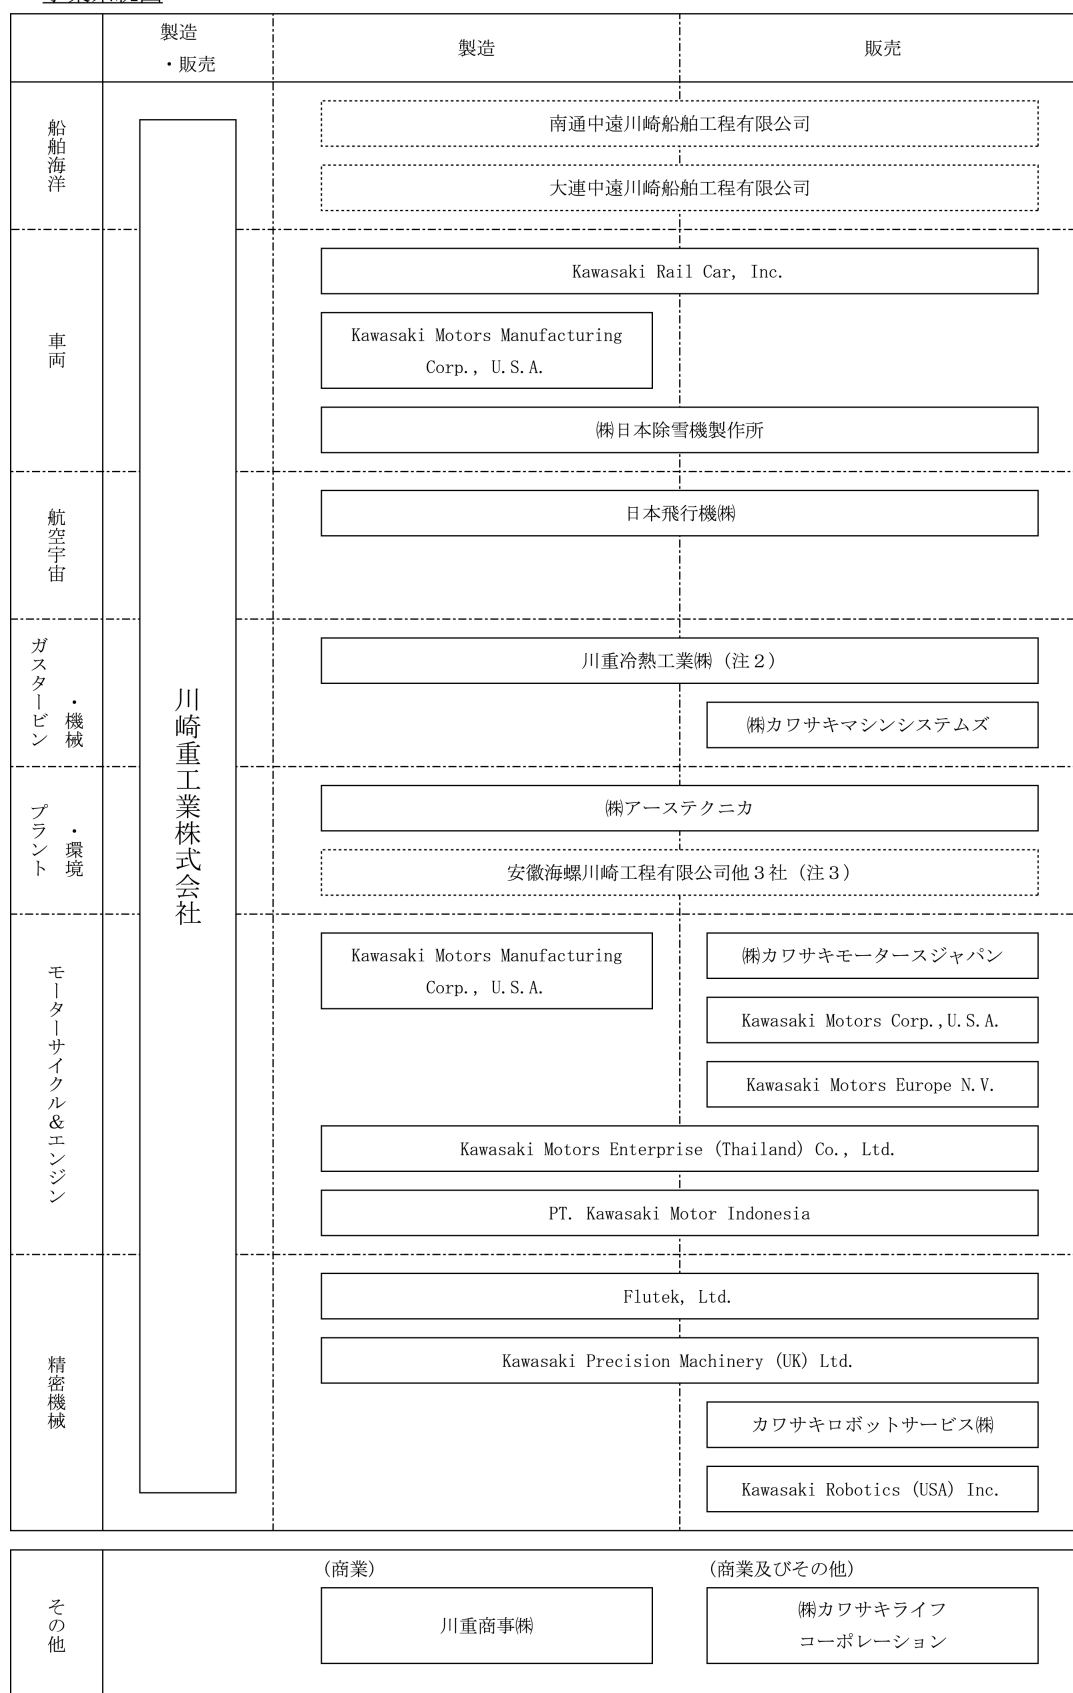 製造
・販売
製造
販売
船舶海洋
南通中遠川崎船舶工程有限公司
大連中遠川崎船舶工程有限公司
車両
Kawasaki Rail Car, Inc.
Kawasaki Motors Manufacturing
Corp., U.S.A.
㈱日本除雪機製作所
航空宇宙
日本飛行機㈱
川崎重工業株式会社
ガスタービン
・機械
川重冷熱工業㈱（注２）
㈱カワサキマシンシステムズ
プラント
・環境
㈱アーステクニカ
安徽海螺川崎工程有限公司他３社（注３）
モーターサイクル＆エンジン
Kawasaki Motors Manufacturing
Corp., U.S.A.
㈱カワサキモータースジャパン
Kawasaki Motors Corp.,U.S.A.
Kawasaki Motors Europe N.V.
Kawasaki Motors Enterprise (Thailand) Co., Ltd.
PT. Kawasaki Motor Indonesia
精密機械
Flutek, Ltd.
Kawasaki Precision Machinery (UK) Ltd.
カワサキロボットサービス㈱
Kawasaki Robotics (USA) Inc.
その他
（商業）
川重商事㈱
（商業及びその他）
㈱カワサキライフ
コーポレーション